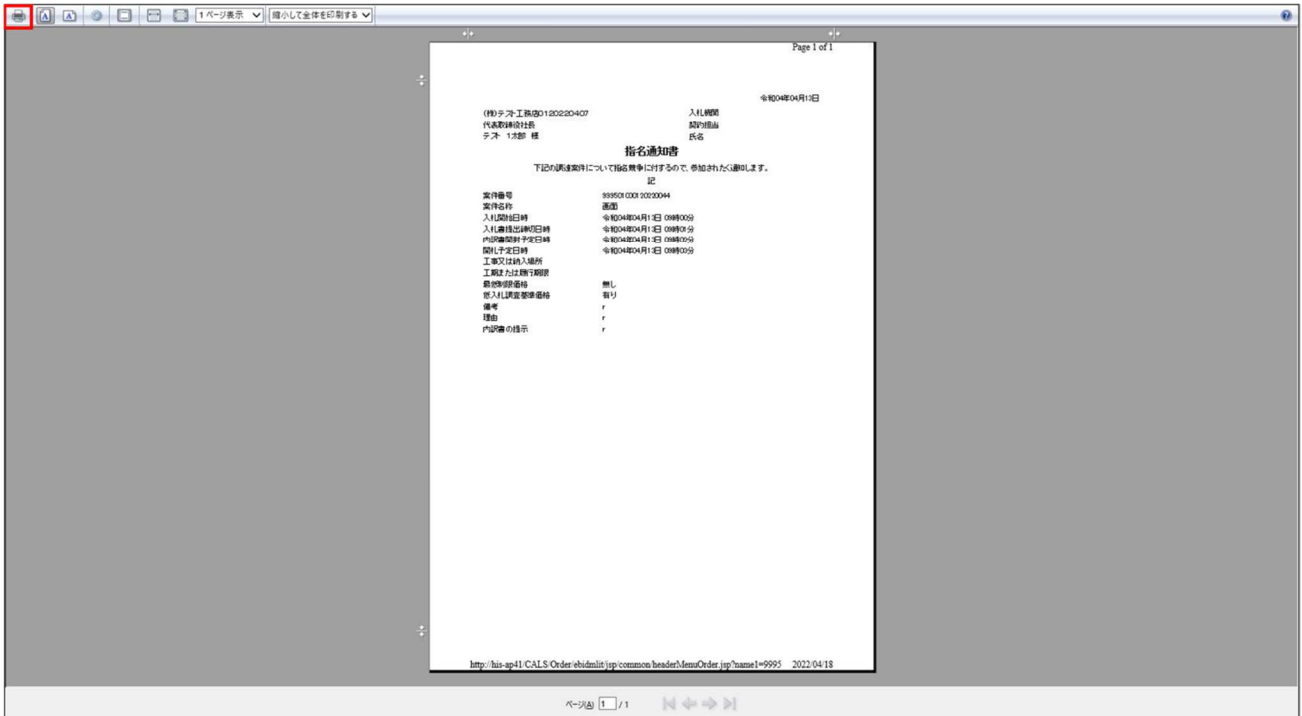 1 ページ表示 縮小して全体を印刷する
Page 1 of 1
令和04年04月13日
(株)テスト工務店0120220407 入札機関
代表取締役社長 契約担当
テスト 1太郎 様 氏名
指名通知書
下記の調達案件について指名競争に付するので、参加されたく通知します。
記
案件番号
案件名称 画面
入札開始日時 令和04年04月13日 09時00分
入札書提出締切日時 令和04年04月13日 09時01分
内訳書開封予定日時 令和04年04月13日 09時02分
開札予定日時 令和04年04月13日 09時02分
工事又は納入場所
工期または履行期限
最低制限価格 無し
低入札調査基準価格 有り
備考 r
理由 r
内訳書の提示 r
http://his-ap41/CALS/Order/ebidmlit/jsp/common/headerMenuOrder.jsp?name1=9995 2022/04/18
ページ(A) 1 / 1